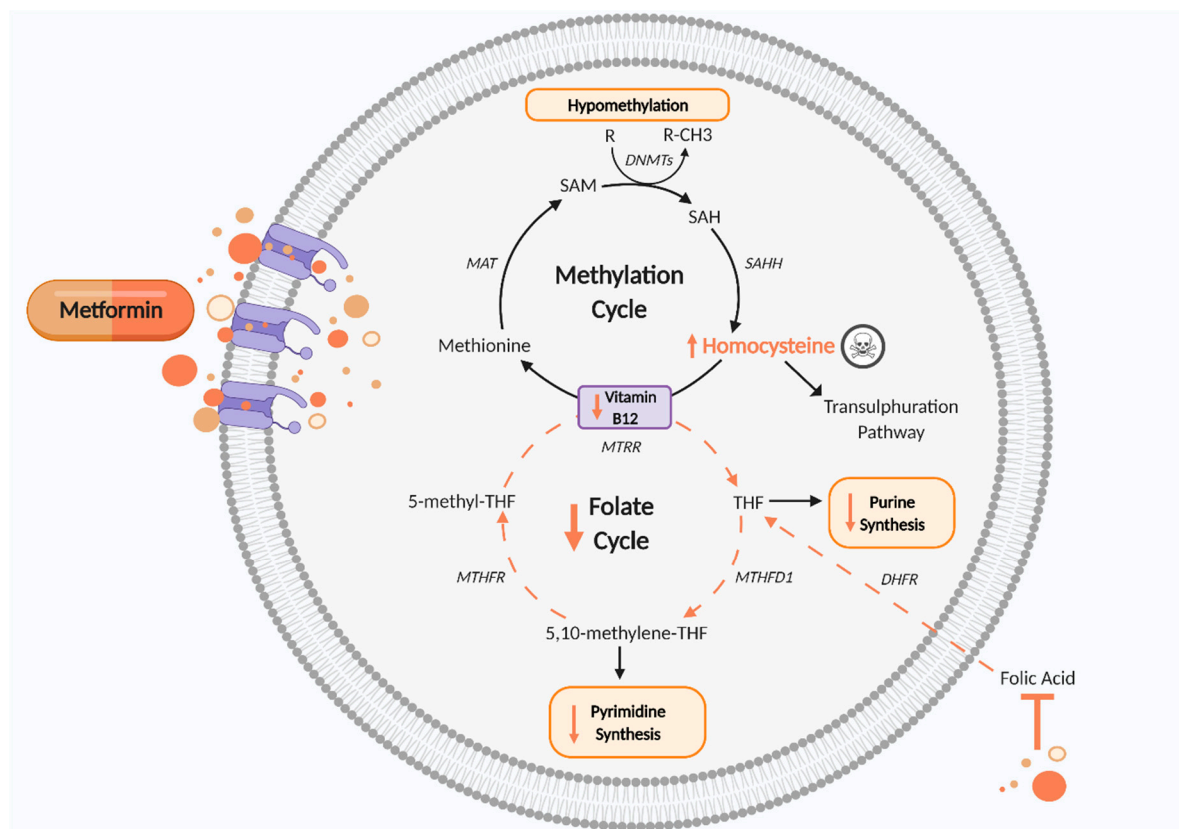 Hypomethylation
R
R-CH3
DNMTs
SAM
SAH
MAT
Methylation
Cycle
SAHH
Metformin
Methionine
Homocysteine
Vitamin
B12
Transulphuration
Pathway
MTRR
5-methyl-THF
Folate
Cycle
THF
Purine
Synthesis
MTHFR
MTHFD1
DHFR
5,10-methylene-THF
Folic Acid
Pyrimidine
Synthesis